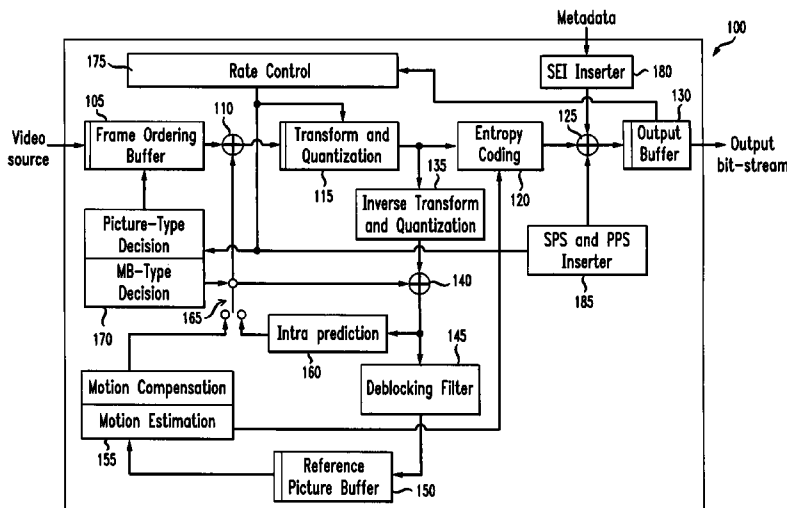 Metadata
100
175
Rate Control
SEI Inserter
180
105
110
125
130
Video
source
Frame Ordering
Buffer
Transform and
Quantization
115
Entropy
Coding
120
Output
Buffer
Output
bit-stream
135
Inverse Transform
and Quantization
Picture-Type
Decision
MB-Type
Decision
170
SPS and PPS
Inserter
185
140
165
Intra prediction
160
145
Deblocking Filter
Motion Compensation
Motion Estimation
155
Reference
Picture Buffer
150